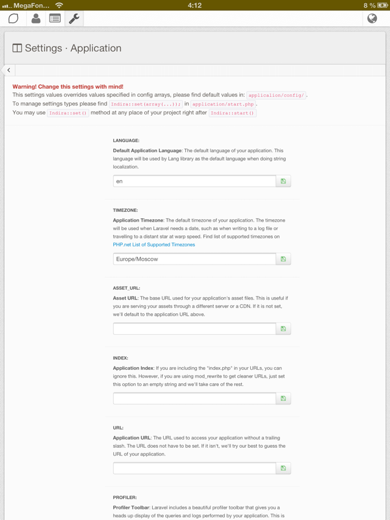 MegaFon... 4:12 8 %
Settings · Application
Warning! Change this settings with mind!
This settings values overrides values specified in config arrays, please find default values in: application/config/.
To manage settings types please find Indira::set(array(...)); in application/start.php.
You may use Indira::set() method at any place of your project right after Indira::start()
LANGUAGE:
Default Application Language: The default language of your application. This
language will be used by Lang library as the default language when doing string
localization
en
TIMEZONE:
Application Timezone: The default timezone of your application. The timezone
will be used when Laravel needs a date, such as when writing to a log file or
travelling to a distant star at warp speed. Find list of supported timezones on
PHP.net List of Supported Timezones
Europe/Moscow
ASSET_URL:
Asset URL: The base URL used for your application's asset files. This is useful if
you are serving your assets through a different server or a CDN. If it is not set,
we'll default to the application URL above.
INDEX:
Application Index: If you are including the "index.php" in your URLs, you can
ignore this. However, if you are using mod_rewrite to get cleaner URLs, just set
this option to an empty string and we'll take care of the rest.
URL:
Application URL: The URL used to access your application without a trailing
slash. The URL does not have to be set. If it isn't, we'll try our best to guess the
URL of your application.
PROFILER:
Profiler Toolbar: Laravel includes a beautiful profiler toolbar that gives you a
heads up display of the queries and logs performed by your application. This is